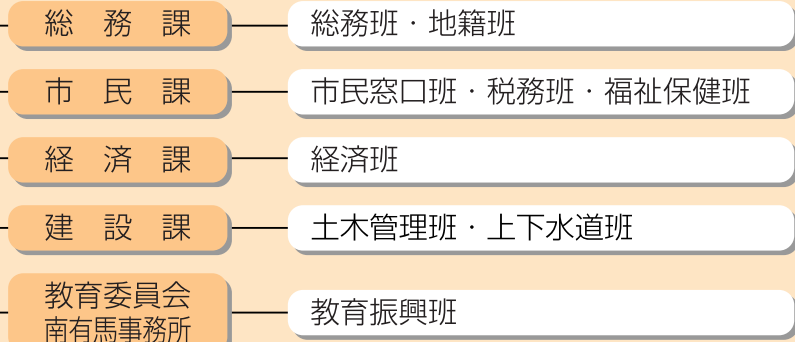 総務課
総務班・地籍班
市民課
市民窓口班・税務班・福祉保健班
経済課
経済班
建設課
土木管理班・上下水道班
教育委員会
南有馬事務所
教育振興班